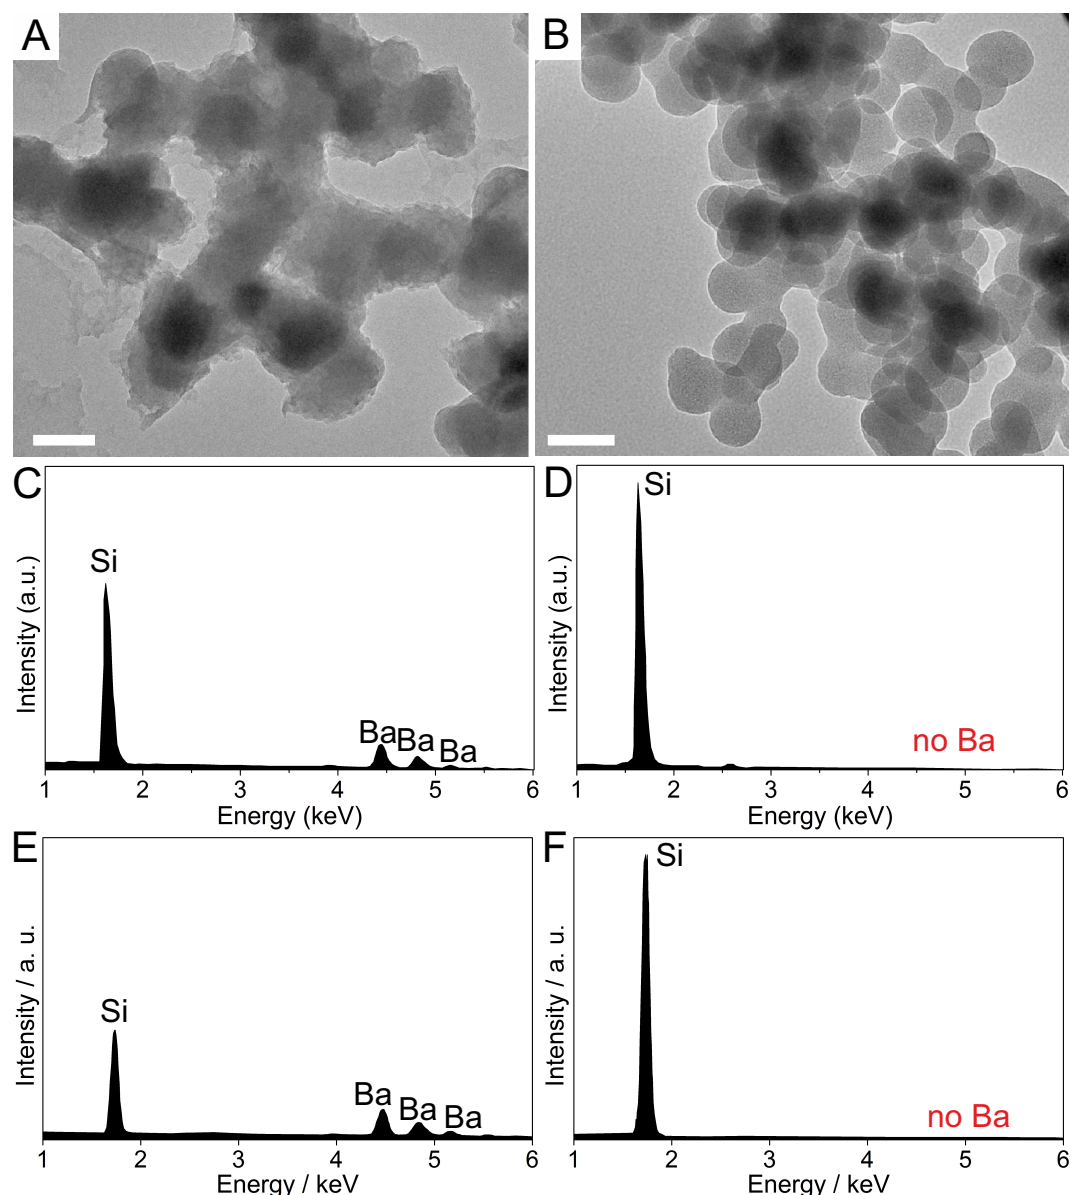 A
B
C
Si
Ba
Ba
Ba
Intensity (a.u.)
1 2 3 4 5 6
Energy (keV)
D
Si
no Ba
Intensity (a.u.)
1 2 3 4 5 6
Energy (keV)
E
Si
Ba
Ba
Ba
Intensity / a. u.
1 2 3 4 5 6
Energy / keV
F
Si
no Ba
Intensity / a. u.
1 2 3 4 5 6
Energy / keV